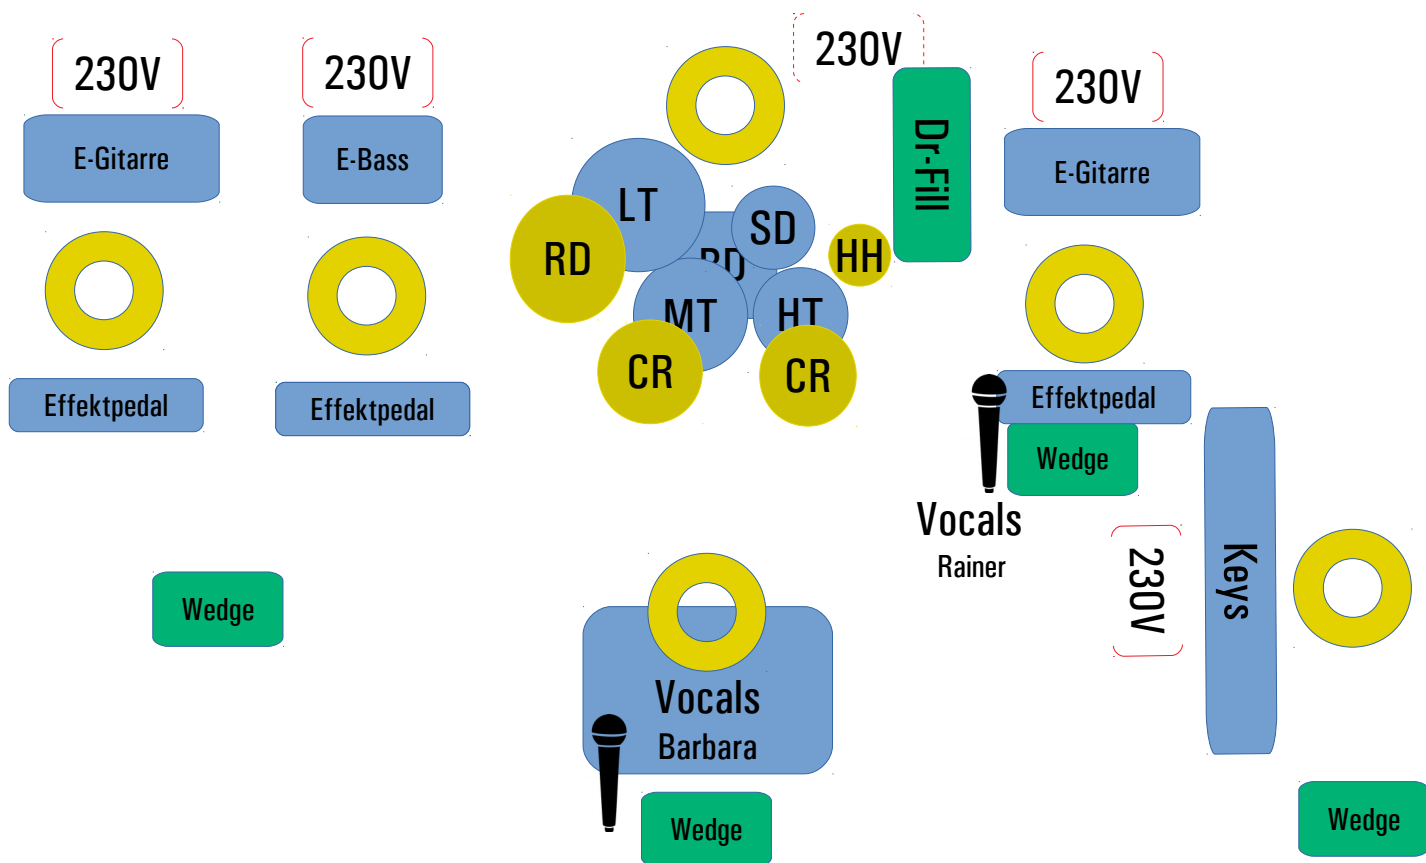 230V
230V
230V
230V
E-Gitarre
E-Bass
Dr-Fill
E-Gitarre
LT
SD
RD
BD
HH
MT
HT
CR
CR
Effektpedal
Effektpedal
Effektpedal
Wedge
Vocals
Rainer
230V
Keys
Wedge
Vocals
Barbara
Wedge
Wedge